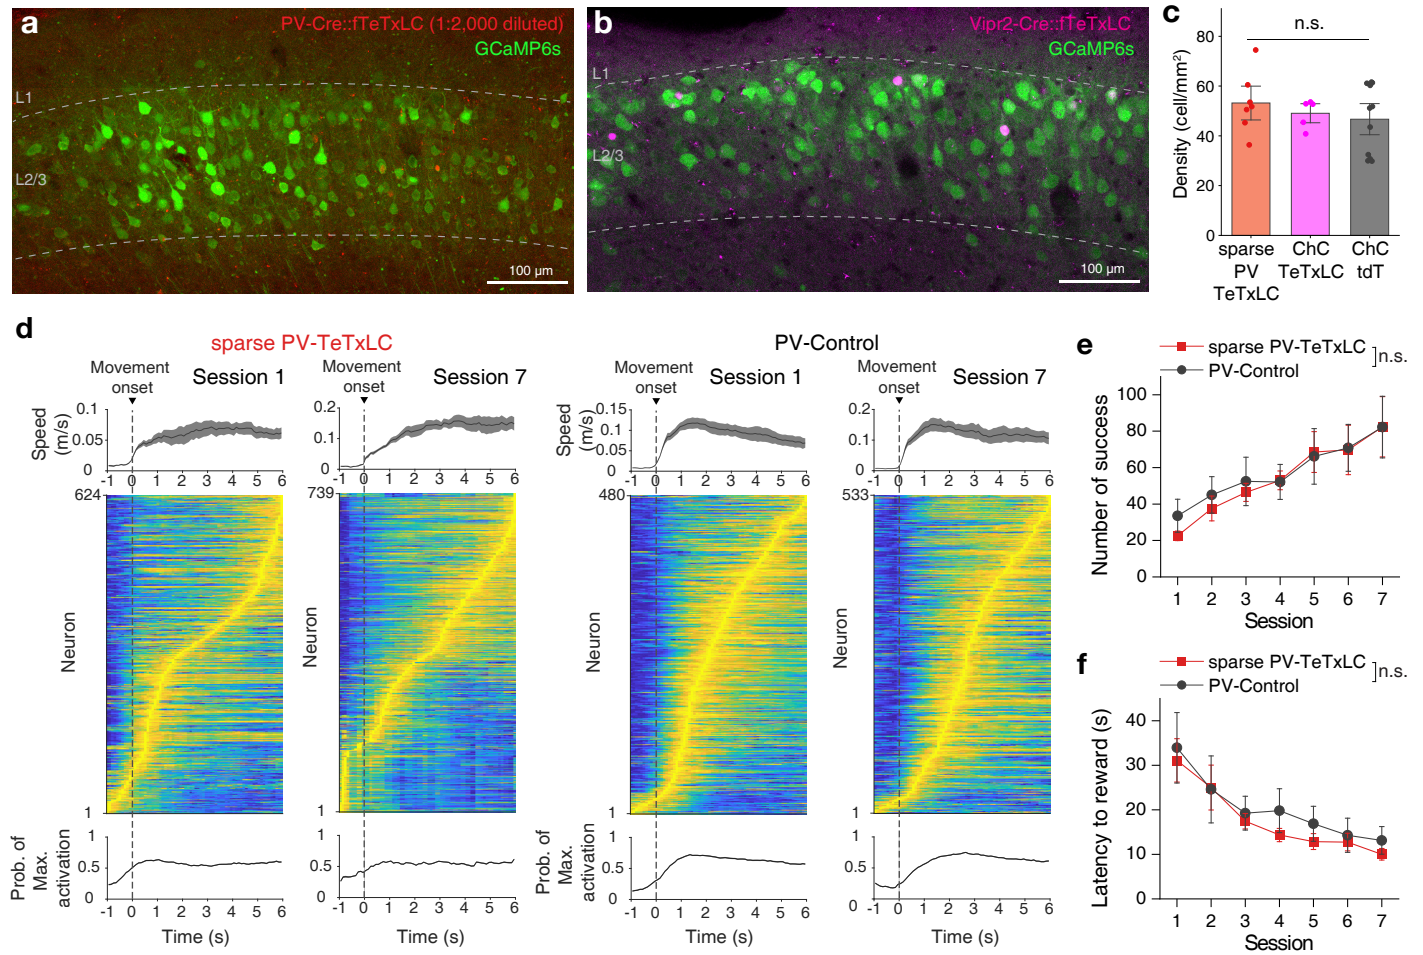 a
PV-Cre::fTeTxLC (1:2,000 diluted)
GCaMP6s
L1
L2/3
100 µm
b
Vipr2-Cre::fTeTxLC
GCaMP6s
L1
L2/3
100 µm
c
n.s.
Density (cell/mm²)
80
60
40
20
0
sparse
PV
TeTxLC
ChC
TeTxLC
ChC
tdT
d
sparse PV-TeTxLC
PV-Control
Movement
onset
Session 1
Movement
onset
Session 7
Movement
onset
Session 1
Movement
onset
Session 7
Speed
(m/s)
0.1
0.05
0
-1 0 1 2 3 4 5 6
0.2
0.1
0
-1 0 1 2 3 4 5 6
Speed
(m/s)
0.15
0.1
0.05
0
-1 0 1 2 3 4 5 6
0.2
0.1
0
-1 0 1 2 3 4 5 6
624
Neuron
1
739
Neuron
1
480
Neuron
1
533
Neuron
1
Prob. of
Max.
activation
1
0.5
0
-1 0 1 2 3 4 5 6
Time (s)
1
0.5
0
-1 0 1 2 3 4 5 6
Time (s)
Prob. of
Max.
activation
1
0.5
0
-1 0 1 2 3 4 5 6
Time (s)
1
0.5
0
-1 0 1 2 3 4 5 6
Time (s)
e
sparse PV-TeTxLC
PV-Control
n.s.
Number of success
100
80
60
40
20
0
1 2 3 4 5 6 7
Session
f
sparse PV-TeTxLC
PV-Control
n.s.
Latency to reward (s)
40
30
20
10
0
1 2 3 4 5 6 7
Session